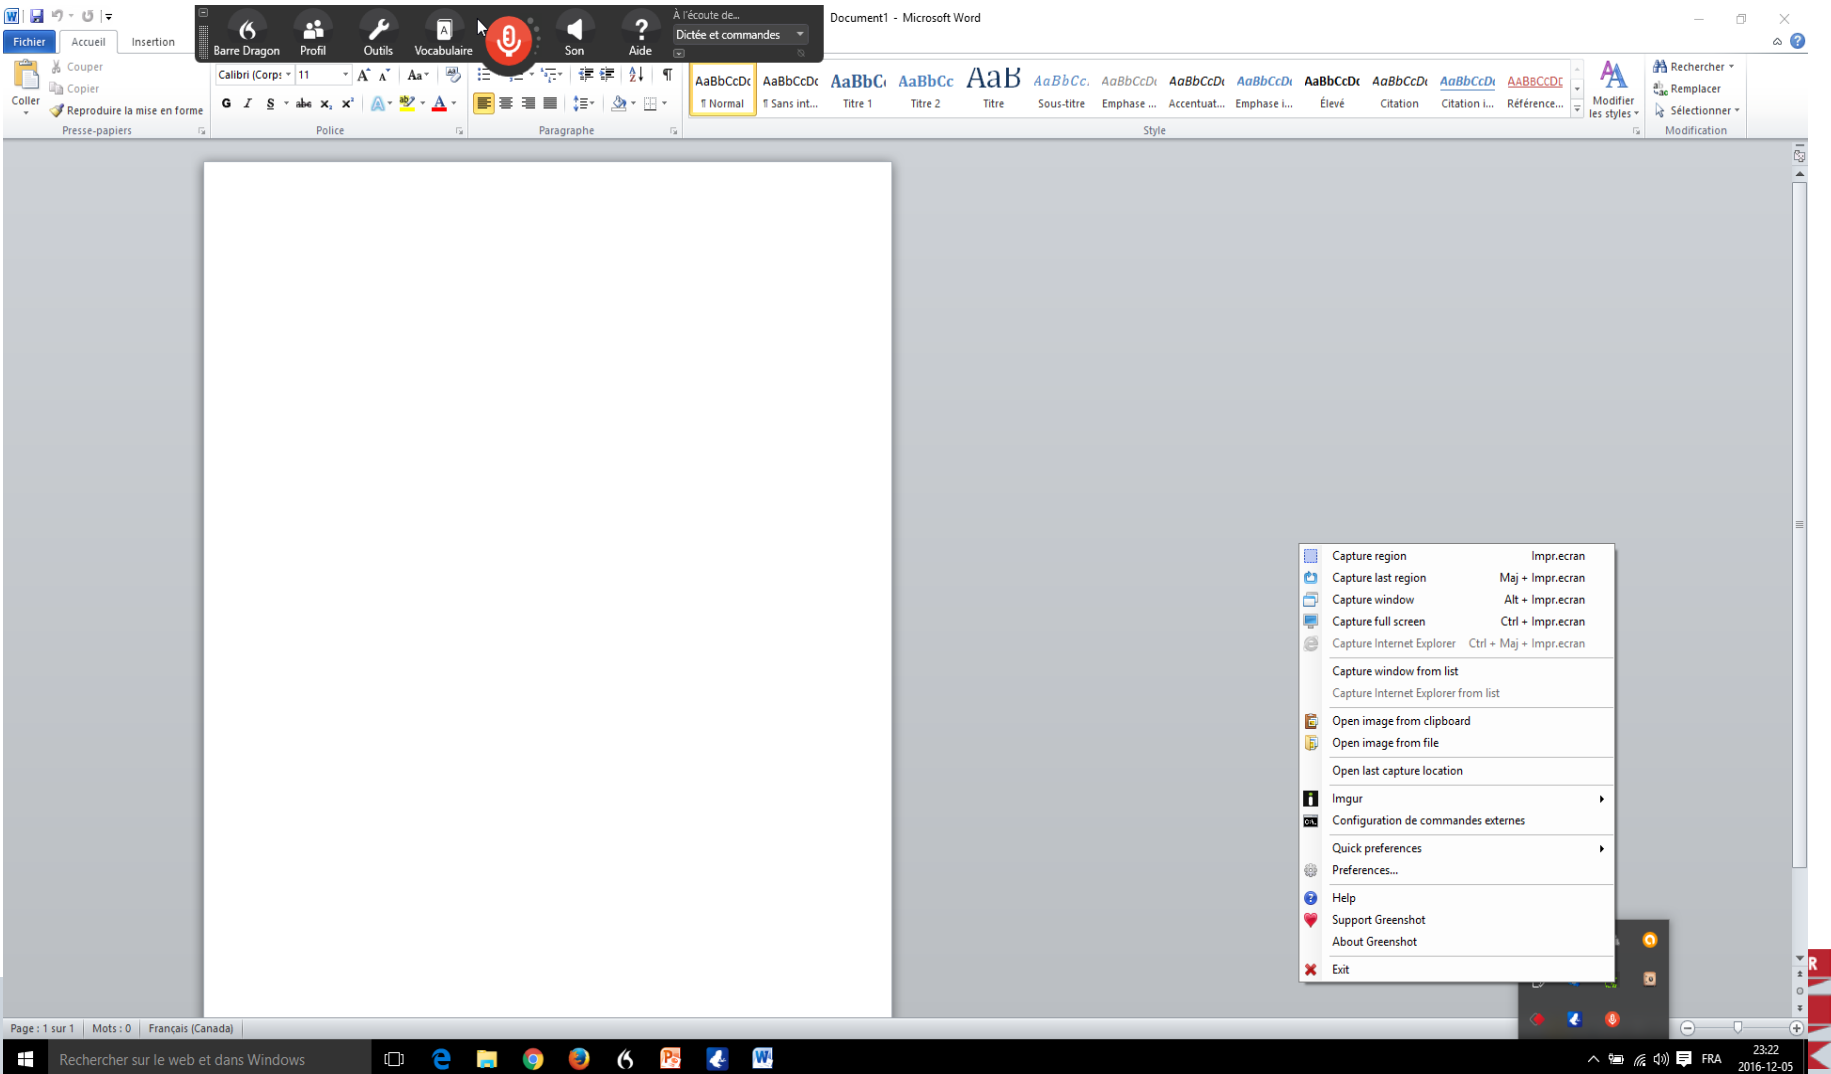 Document1 - Microsoft Word
Barre Dragon
Profil
Outils
Vocabulaire
Son
Aide
À l'écoute de...
Dictée et commandes
Fichier
Accueil
Insertion
Coller
Couper
Copier
Reproduire la mise en forme
Presse-papiers
Calibri (Corp:
11
G I S abc x₂ x²
Police
Paragraphe
AaBbCcDc
¶ Normal
AaBbCcDc
¶ Sans int...
AaBbC
Titre 1
AaBbCc
Titre 2
AaB
Titre
AaBbCc.
Sous-titre
AaBbCcDc
Emphase ...
AaBbCcDc
Accentuat...
AaBbCcDc
Emphase i...
AaBbCcDc
Élevé
AaBbCcDc
Citation
AaBbCcDc
Citation i...
AABBCCDC
Référence...
Style
Modifier
les styles
Rechercher
Remplacer
Sélectionner
Modification
Capture region Impr.ecran
Capture last region Maj + Impr.ecran
Capture window Alt + Impr.ecran
Capture full screen Ctrl + Impr.ecran
Capture Internet Explorer Ctrl + Maj + Impr.ecran
Capture window from list
Capture Internet Explorer from list
Open image from clipboard
Open image from file
Open last capture location
Imgur
Configuration de commandes externes
Quick preferences
Preferences...
Help
Support Greenshot
About Greenshot
Exit
R
Page : 1 sur 1
Mots : 0
Français (Canada)
Rechercher sur le web et dans Windows
FRA
23:22
2016-12-05